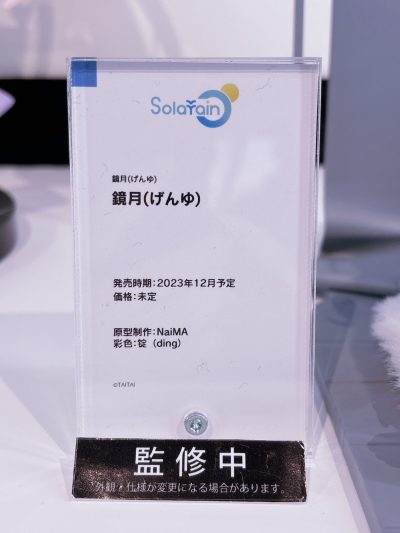 Solarain
鏡月(げんゆ)
鏡月(げんゆ)
発売時期：2023年12月予定
価格：未定
原型制作：NaiMA
彩色：锭（ding）
©TAITAI
監修中
外観・仕様が変更になる場合があります。